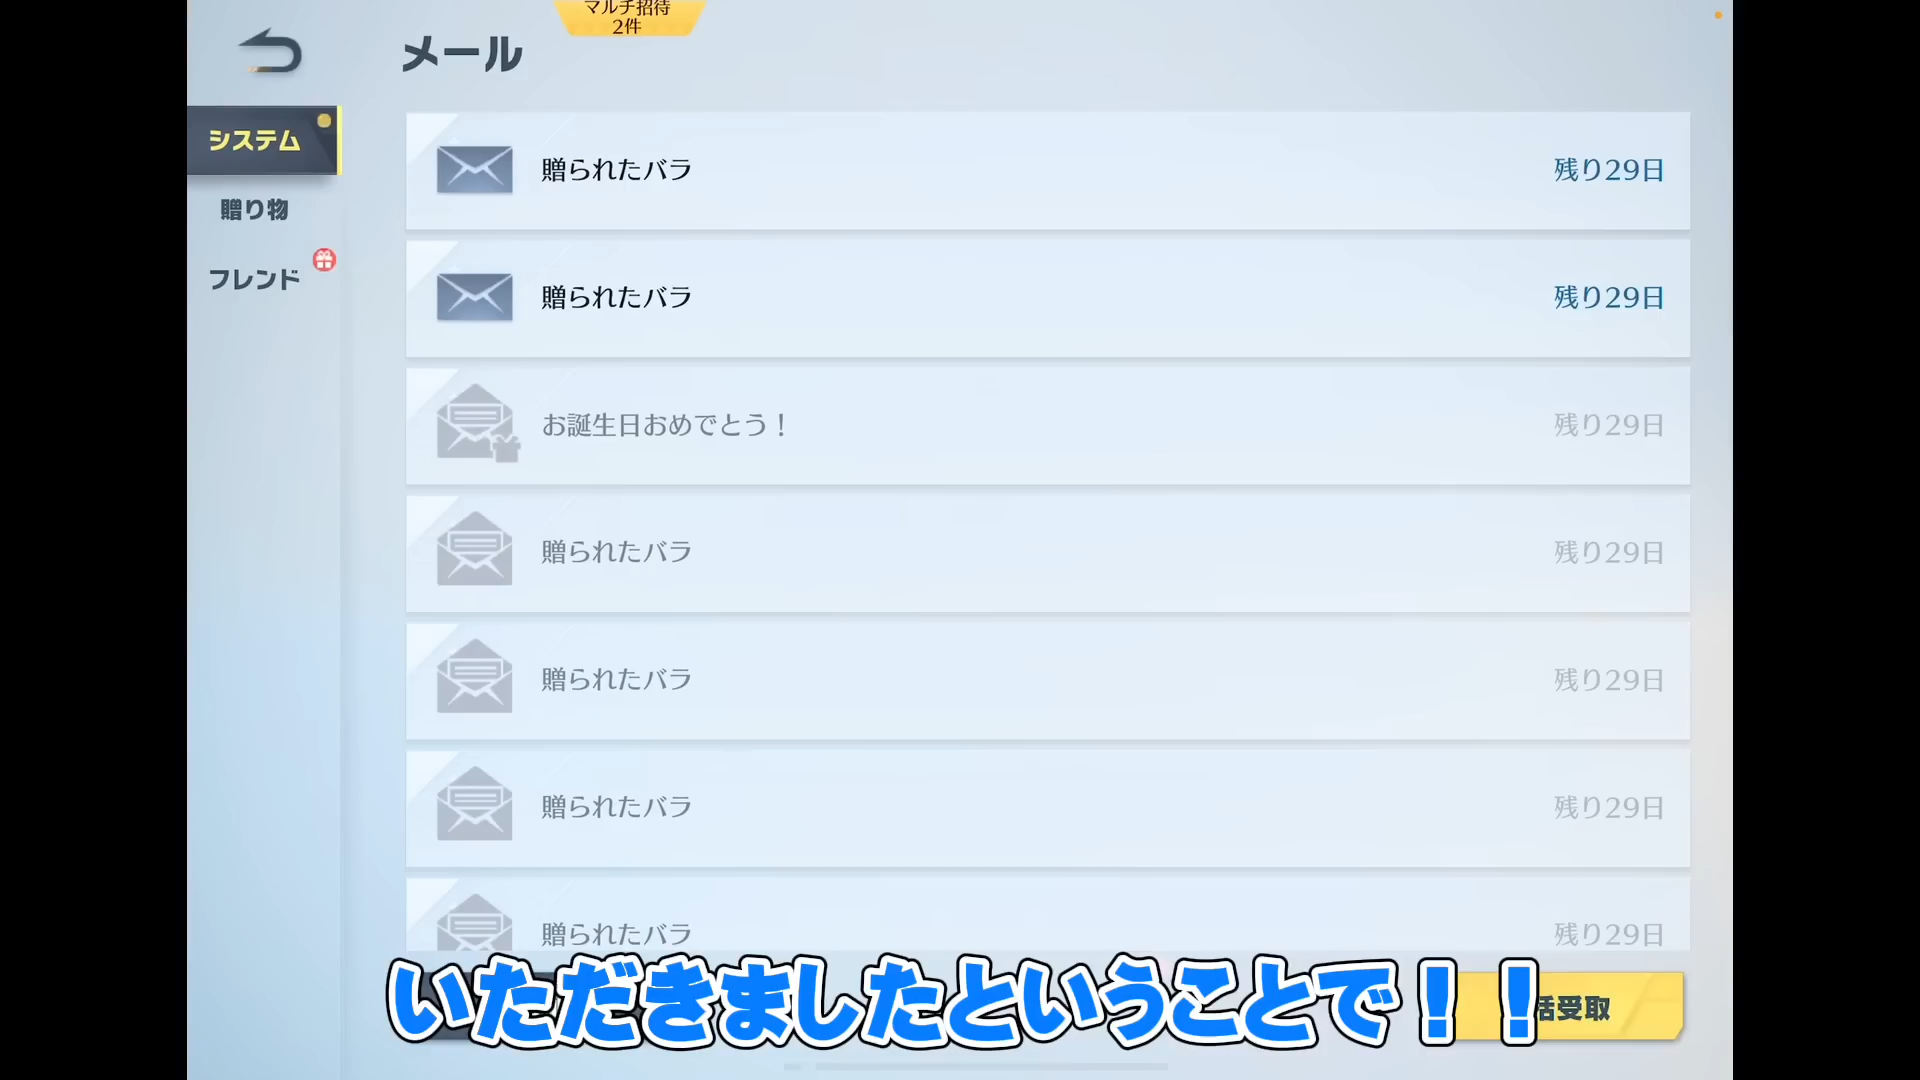 マルチ招待
2件
メール
システム
贈り物
フレンド
贈られたバラ
残り29日
贈られたバラ
残り29日
お誕生日おめでとう！
残り29日
贈られたバラ
残り29日
贈られたバラ
残り29日
贈られたバラ
残り29日
贈られたバラ
残り29日
いただきましたということで！！
括受取